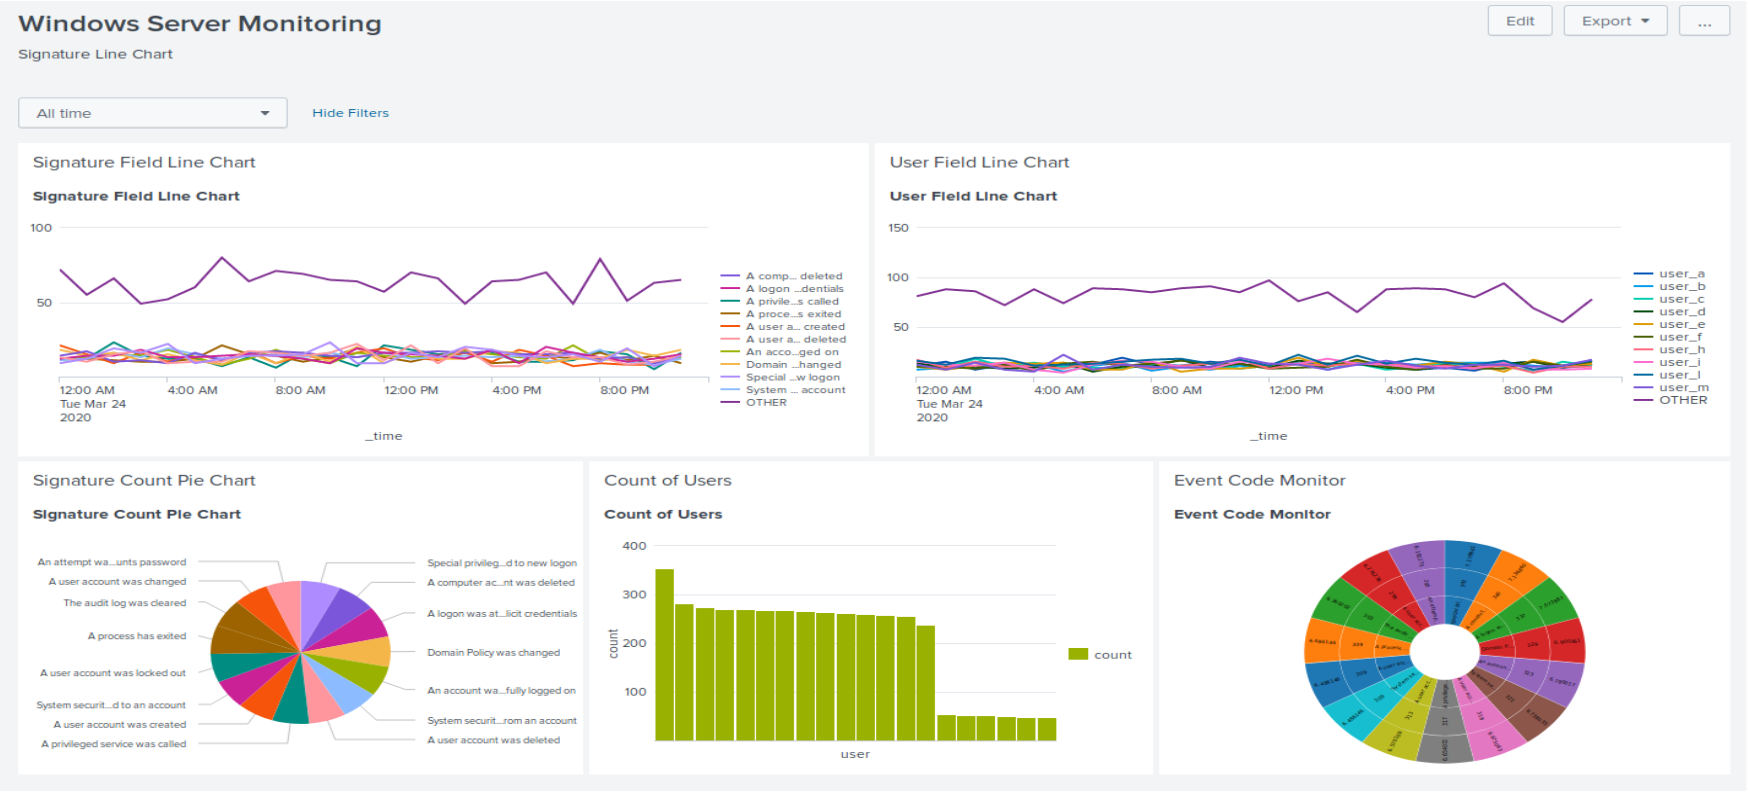 Windows Server Monitoring
Edit
Export
...
Signature Line Chart
All time
Hide Filters
Signature Field Line Chart
Signature Field Line Chart
100
50
12:00 AM
Tue Mar 24
2020
4:00 AM
8:00 AM
12:00 PM
4:00 PM
8:00 PM
_time
A comp... deleted
A logon ...dentials
A privile...s called
A proce...s exited
A user a... created
A user a... deleted
An acco...ged on
Domain ...hanged
Special ...w logon
System ... account
OTHER
User Field Line Chart
User Field Line Chart
150
100
50
12:00 AM
Tue Mar 24
2020
4:00 AM
8:00 AM
12:00 PM
4:00 PM
8:00 PM
_time
user_a
user_b
user_c
user_d
user_e
user_f
user_h
user_i
user_l
user_m
OTHER
Signature Count Pie Chart
Signature Count Pie Chart
An attempt wa...unts password
A user account was changed
The audit log was cleared
A process has exited
A user account was locked out
System securit...d to an account
A user account was created
A privileged service was called
Special privileg...d to new logon
A computer ac...nt was deleted
A logon was at...licit credentials
Domain Policy was changed
An account wa...fully logged on
System securit...rom an account
A user account was deleted
Count of Users
Count of Users
400
300
200
100
count
user
count
Event Code Monitor
Event Code Monitor